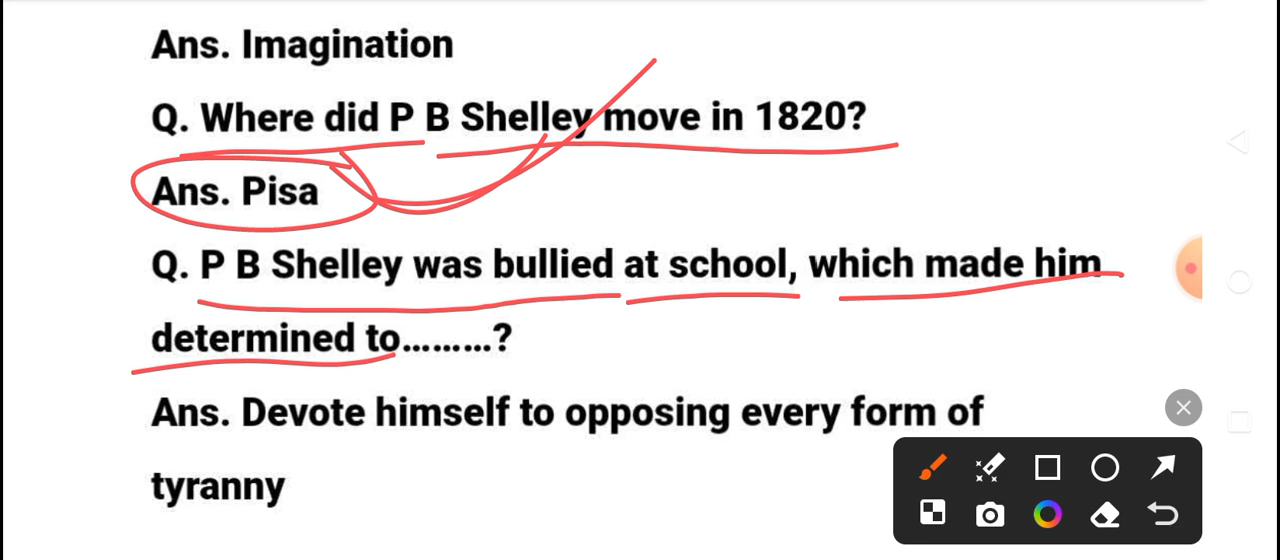 Ans. Imagination
Q. Where did P B Shelley move in 1820?
Ans. Pisa
Q. P B Shelley was bullied at school, which made him
determined to.........?
Ans. Devote himself to opposing every form of
tyranny